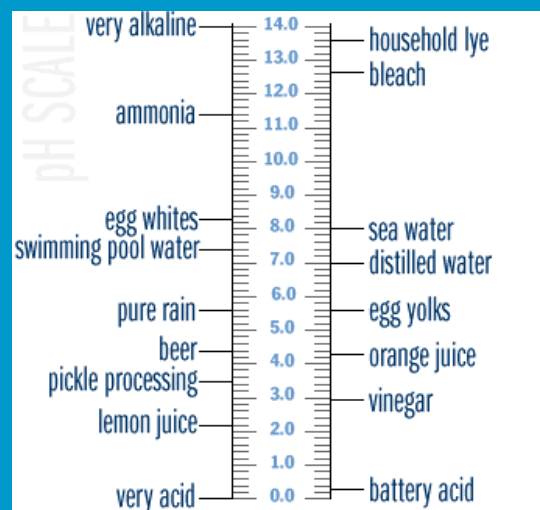 pH SCALE
very alkaline
ammonia
egg whites
swimming pool water
pure rain
beer
pickle processing
lemon juice
very acid
14.0
13.0
12.0
11.0
10.0
9.0
8.0
7.0
6.0
5.0
4.0
3.0
2.0
1.0
0.0
household lye
bleach
sea water
distilled water
egg yolks
orange juice
vinegar
battery acid